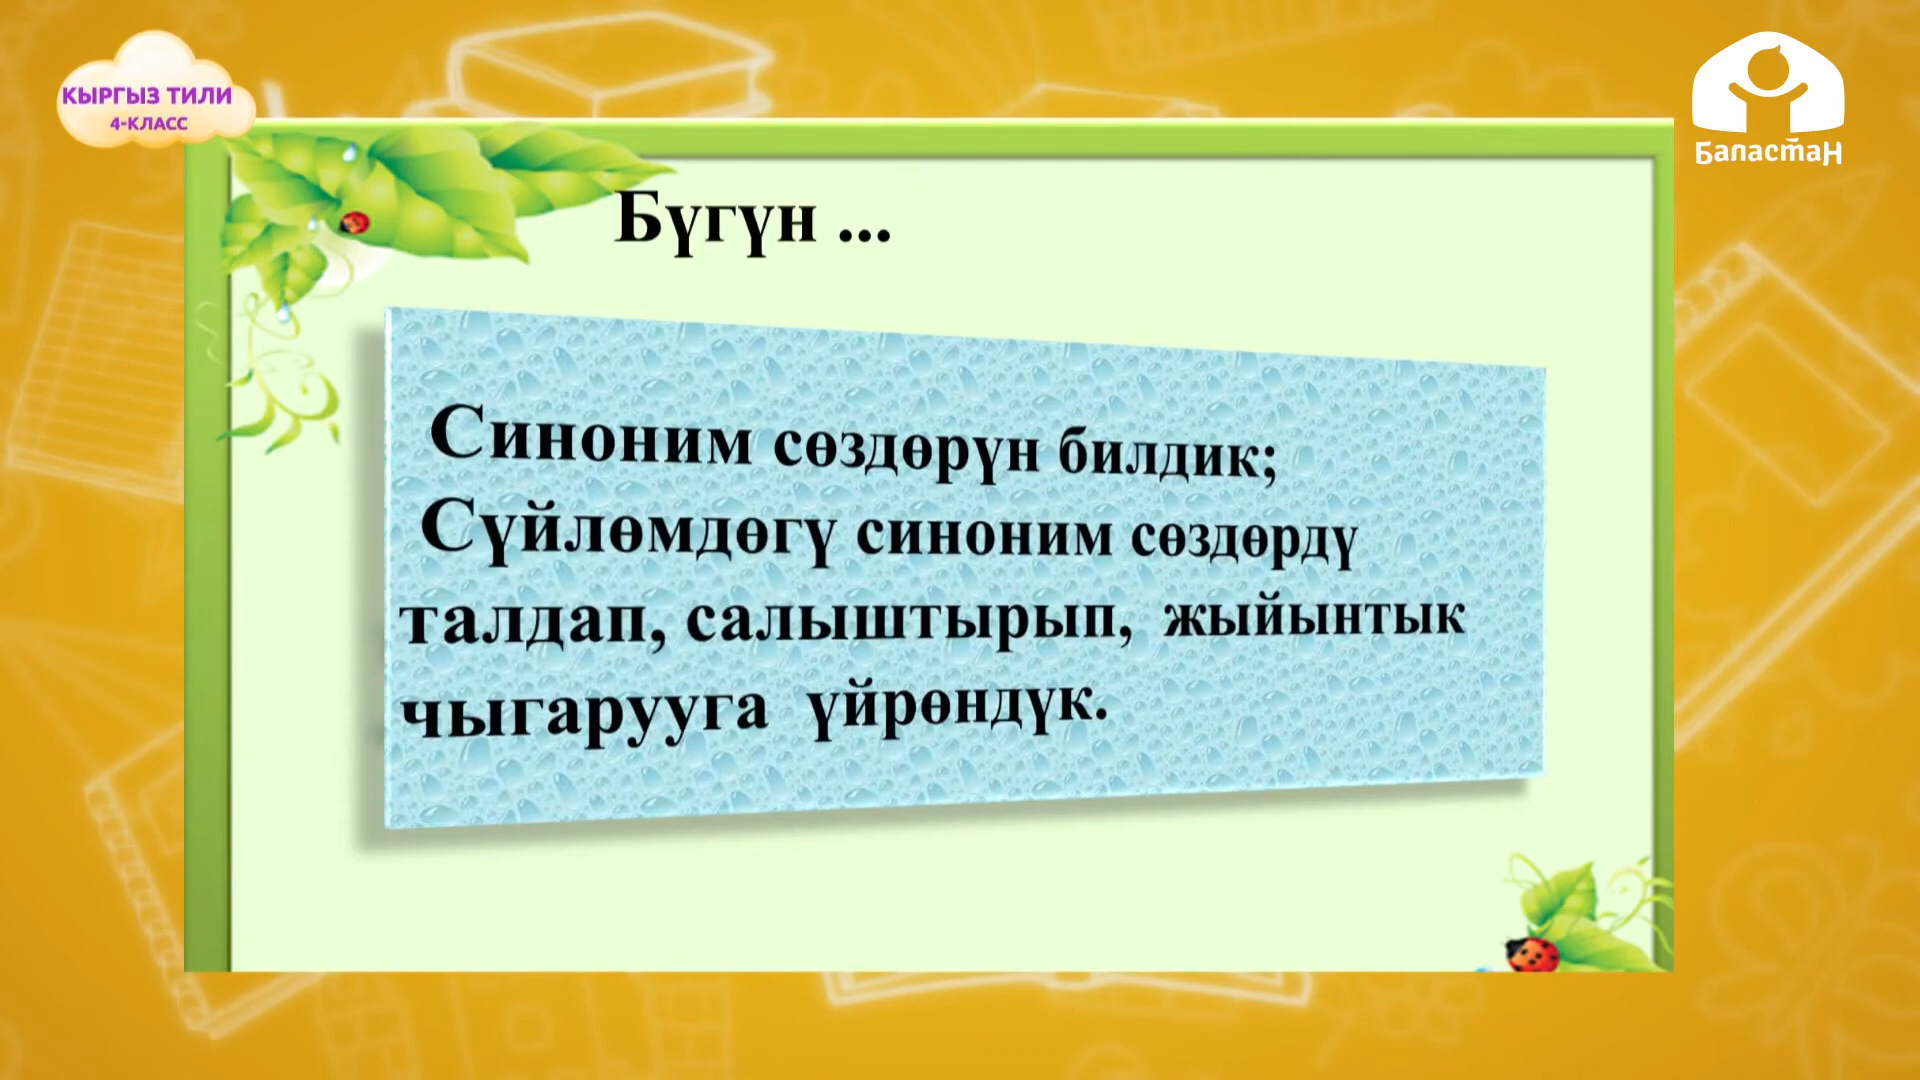 КЫРГЫЗ ТИЛИ
4-КЛАСС
Баластан
Бүгүн ...
Синоним сөздөрүн билдик;
Сүйлөмдөгү синоним сөздөрдү
талдап, салыштырып, жыйынтык
чыгарууга үйрөндүк.